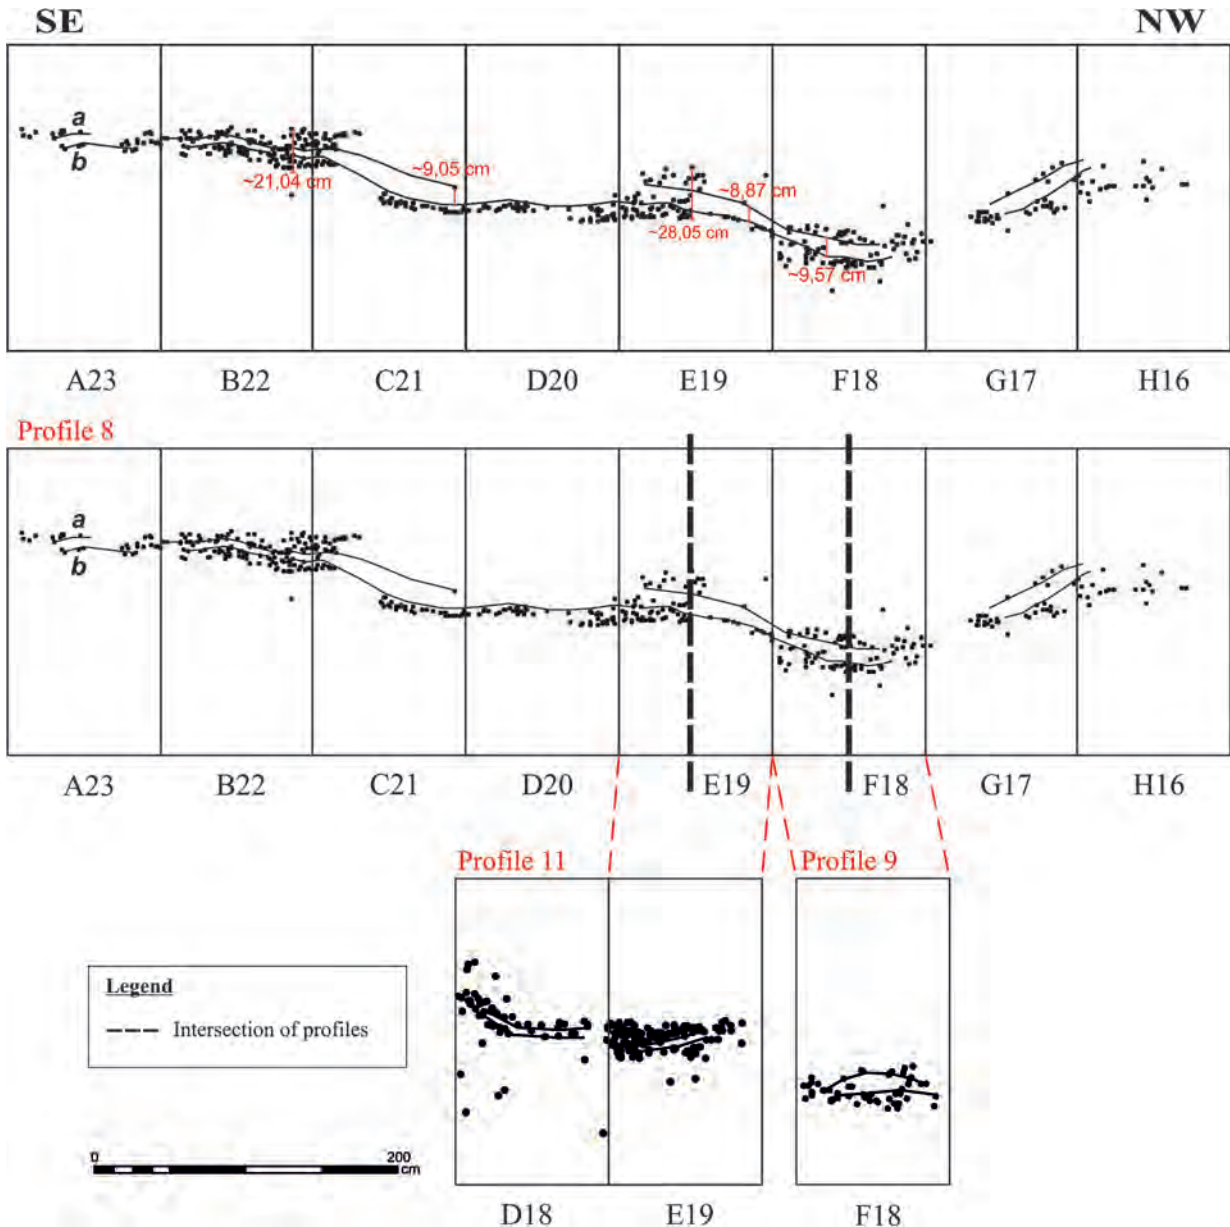 SE NW
a
b
~21,04 cm
~9,05 cm
~28,05 cm
~8,87 cm
~9,57 cm
A23 B22 C21 D20 E19 F18 G17 H16
Profile 8
a
b
A23 B22 C21 D20 E19 F18 G17 H16
Profile 11 Profile 9
Legend
Intersection of profiles
0 200
cm
D18 E19 F18